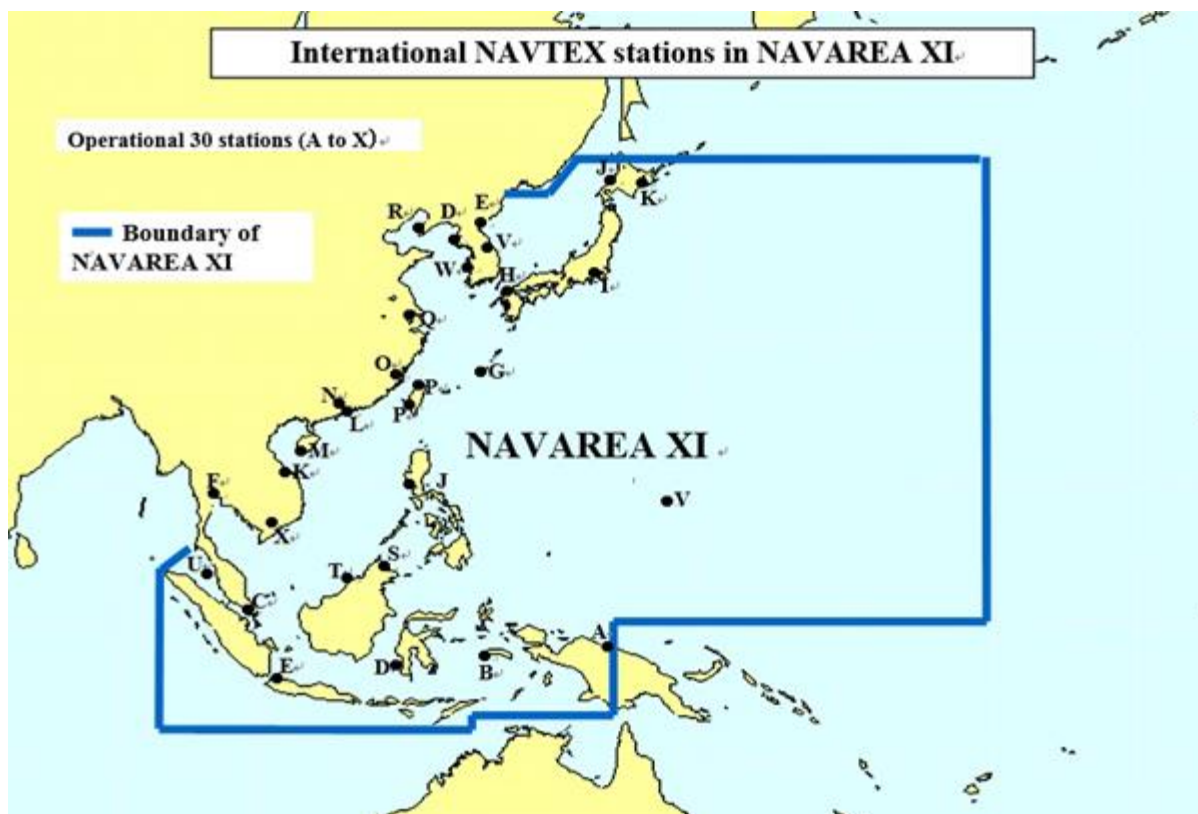 International NAVTEX stations in NAVAREA XI
Operational 30 stations (A to X)
Boundary of
NAVAREA XI
J J
K
R
D
E
V
W
H
I
Q
O
G
P
N
L
P
NAVAREA XI
M
K
F
J
V
X
U
S
T
C
A
D
E
B